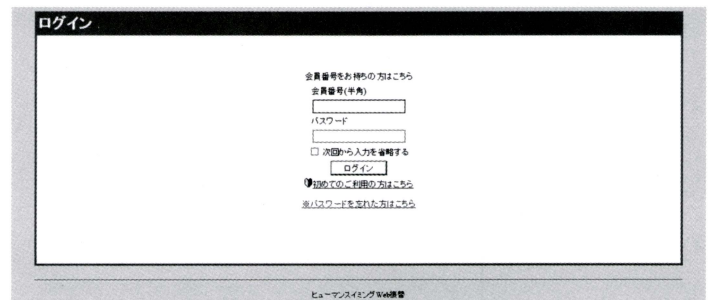 ログイン
会員番号をお持ちの方はこちら
会員番号(半角)
パスワード
次回から入力を省略する
ログイン
初めてのご利用の方はこちら
※パスワードを忘れた方はこちら
ヒューマンスイミングWeb振替